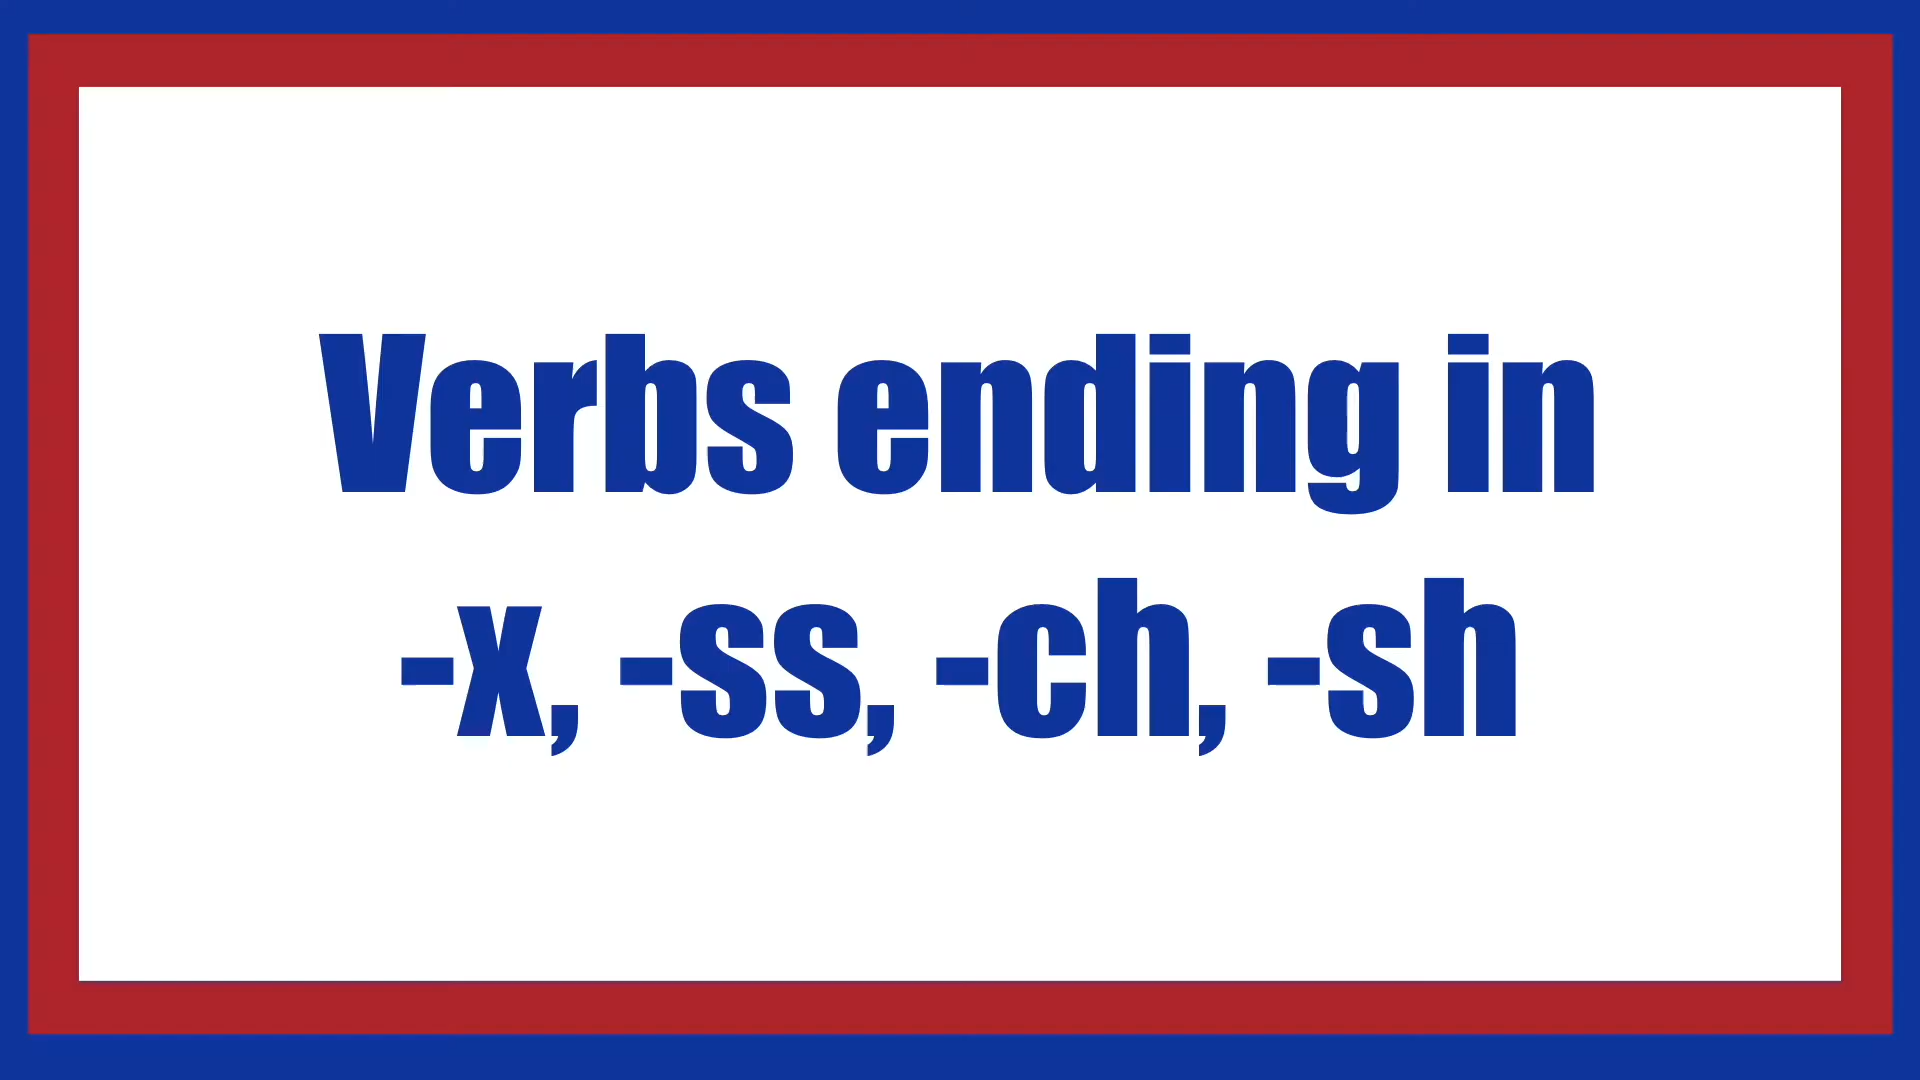 Verbs ending in
-x, -ss, -ch, -sh